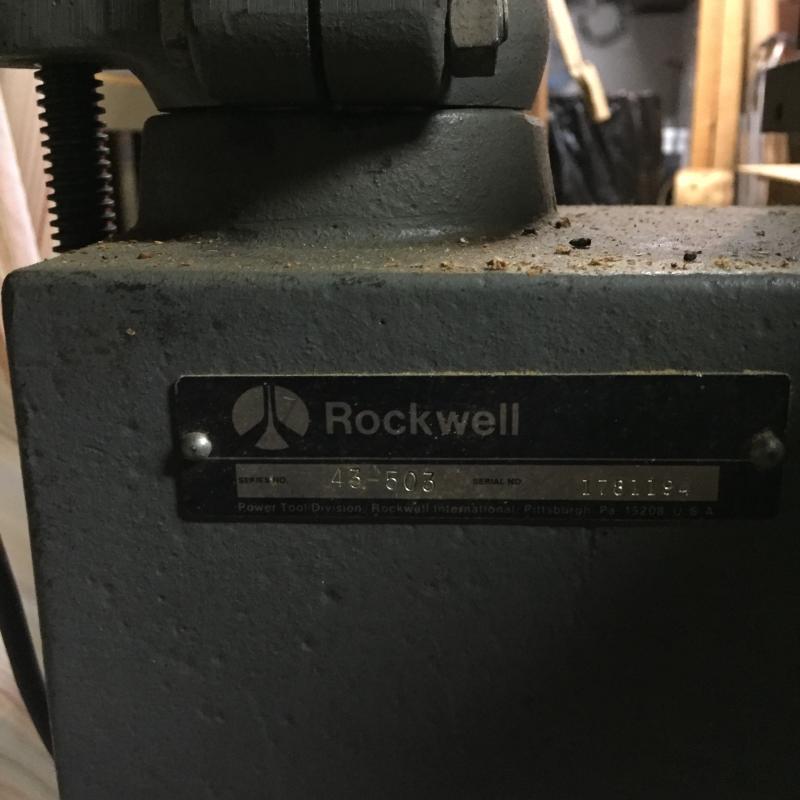 Rockwell
SERIES NO. 43-503 SERIAL NO 1781194
Power Tool Division, Rockwell International, Pittsburgh, Pa. 15208 U.S.A.